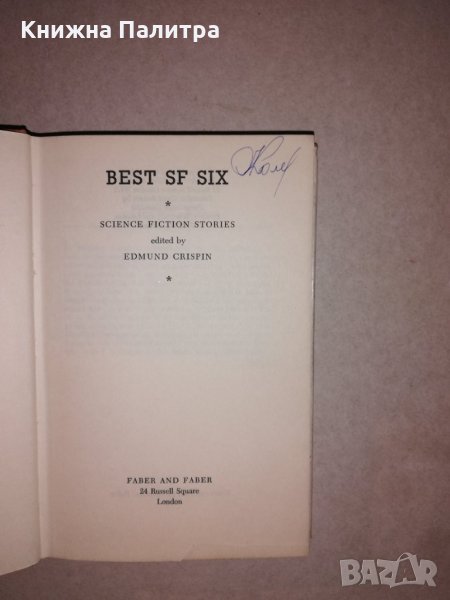 Книжна Палитра
BEST SF SIX
*
SCIENCE FICTION STORIES
edited by
EDMUND CRISPIN
*
FABER AND FABER
24 Russell Square
London
BAZAR